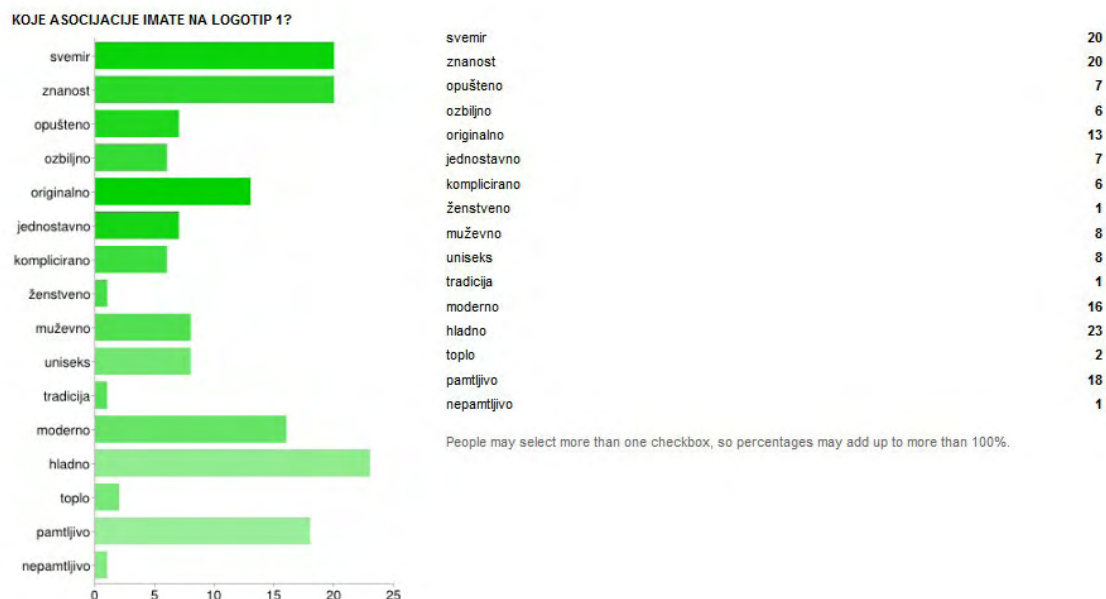 KOJE ASOCIJACIJE IMATE NA LOGOTIP 1?
svemir
znanost
opušteno
ozbiljno
originalno
jednostavno
komplicirano
ženstveno
muževno
uniseks
tradicija
moderno
hladno
toplo
pamtljivo
nepamtljivo
0 5 10 15 20 25
svemir 20
znanost 20
opušteno 7
ozbiljno 6
originalno 13
jednostavno 7
komplicirano 6
ženstveno 1
muževno 8
uniseks 8
tradicija 1
moderno 16
hladno 23
toplo 2
pamtljivo 18
nepamtljivo 1
People may select more than one checkbox, so percentages may add up to more than 100%.